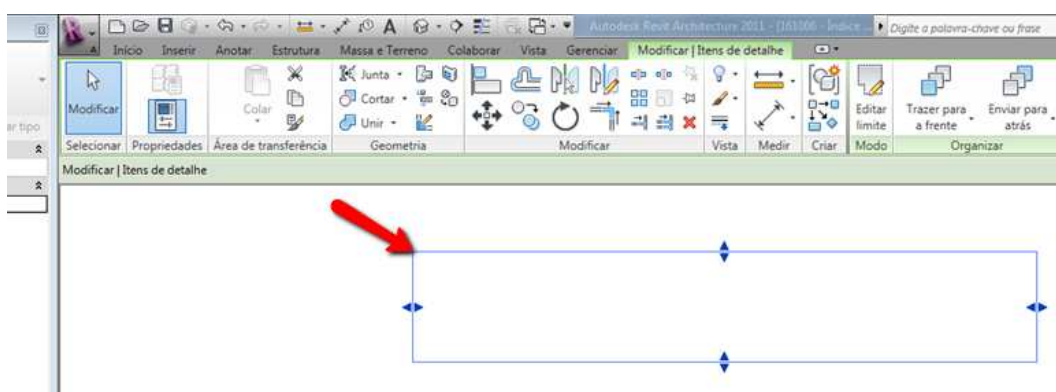 Autodesk Revit Architecture 2011 - [161006 - Índice ...
Digite a palavra-chave ou frase
Início Inserir Anotar Estrutura Massa e Terreno Colaborar Vista Gerenciar Modificar | Itens de detalhe
Modificar Colar Junta Cortar Unir Editar limite Trazer para a frente Enviar para atrás
ar tipo
Selecionar Propriedades Área de transferência Geometria Modificar Vista Medir Criar Modo Organizar
Modificar | Itens de detalhe